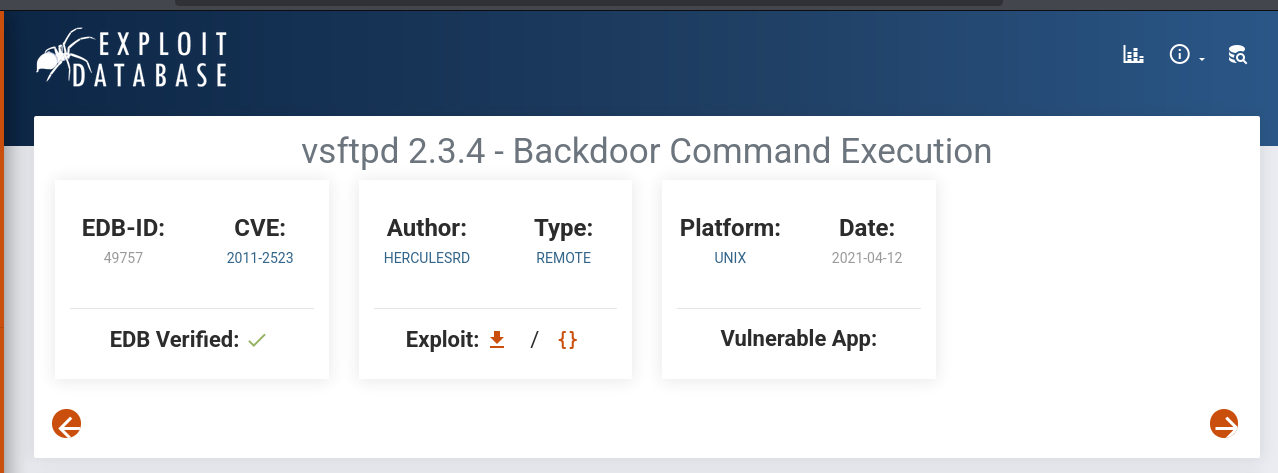 EXPLOIT
DATABASE
vsftpd 2.3.4 - Backdoor Command Execution
EDB-ID: CVE:
49757 2011-2523
EDB Verified:
Author: Type:
HERCULESRD REMOTE
Exploit: / {}
Platform: Date:
UNIX 2021-04-12
Vulnerable App: